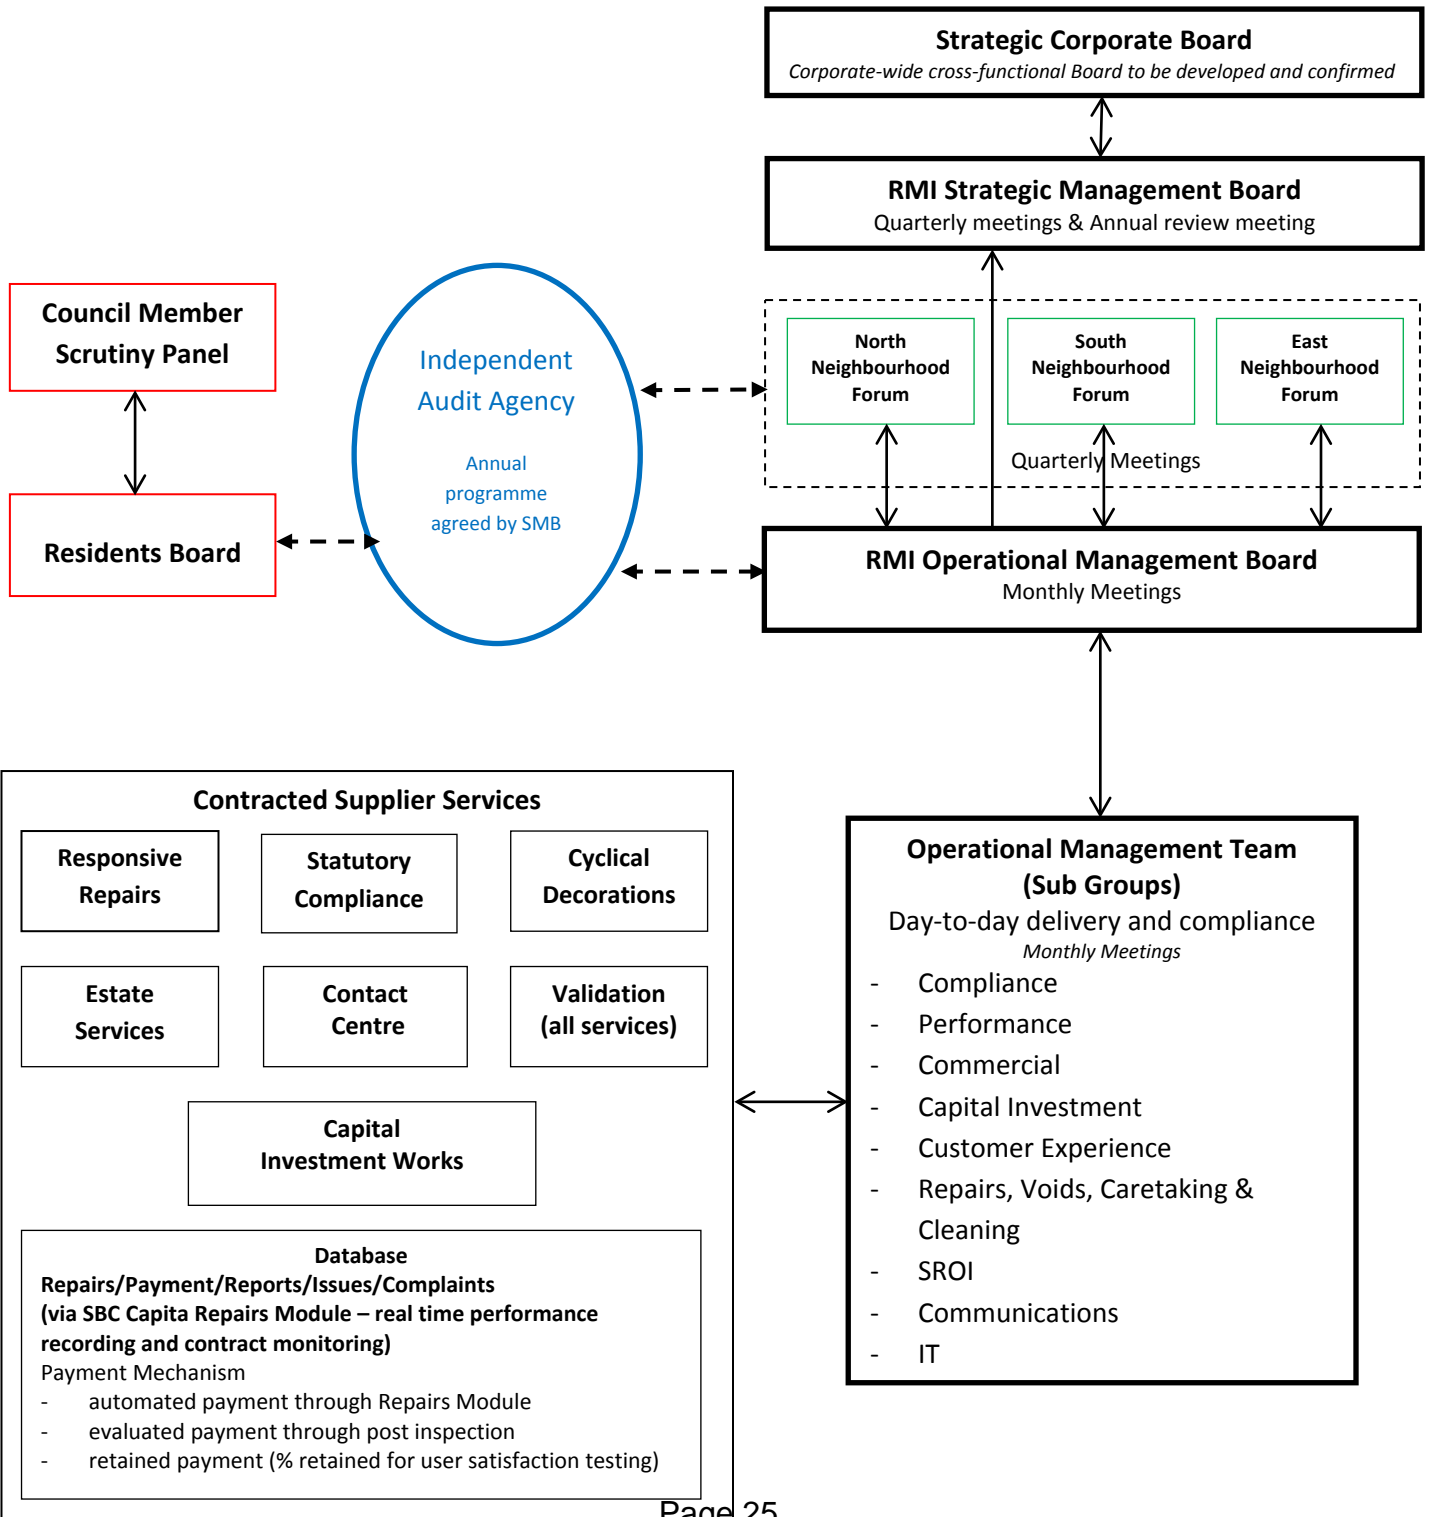 Strategic Corporate Board
Corporate-wide cross-functional Board to be developed and confirmed
RMI Strategic Management Board
Quarterly meetings & Annual review meeting
Council Member
Scrutiny Panel
Residents Board
Independent
Audit Agency
Annual
programme
agreed by SMB
North
Neighbourhood
Forum
South
Neighbourhood
Forum
East
Neighbourhood
Forum
Quarterly Meetings
RMI Operational Management Board
Monthly Meetings
Contracted Supplier Services
Responsive
Repairs
Statutory
Compliance
Cyclical
Decorations
Estate
Services
Contact
Centre
Validation
(all services)
Capital
Investment Works
Database
Repairs/Payment/Reports/Issues/Complaints
(via SBC Capita Repairs Module – real time performance
recording and contract monitoring)
Payment Mechanism
- automated payment through Repairs Module
- evaluated payment through post inspection
- retained payment (% retained for user satisfaction testing)
Operational Management Team
(Sub Groups)
Day-to-day delivery and compliance
Monthly Meetings
- Compliance
- Performance
- Commercial
- Capital Investment
- Customer Experience
- Repairs, Voids, Caretaking &
Cleaning
- SROI
- Communications
- IT
Page 25